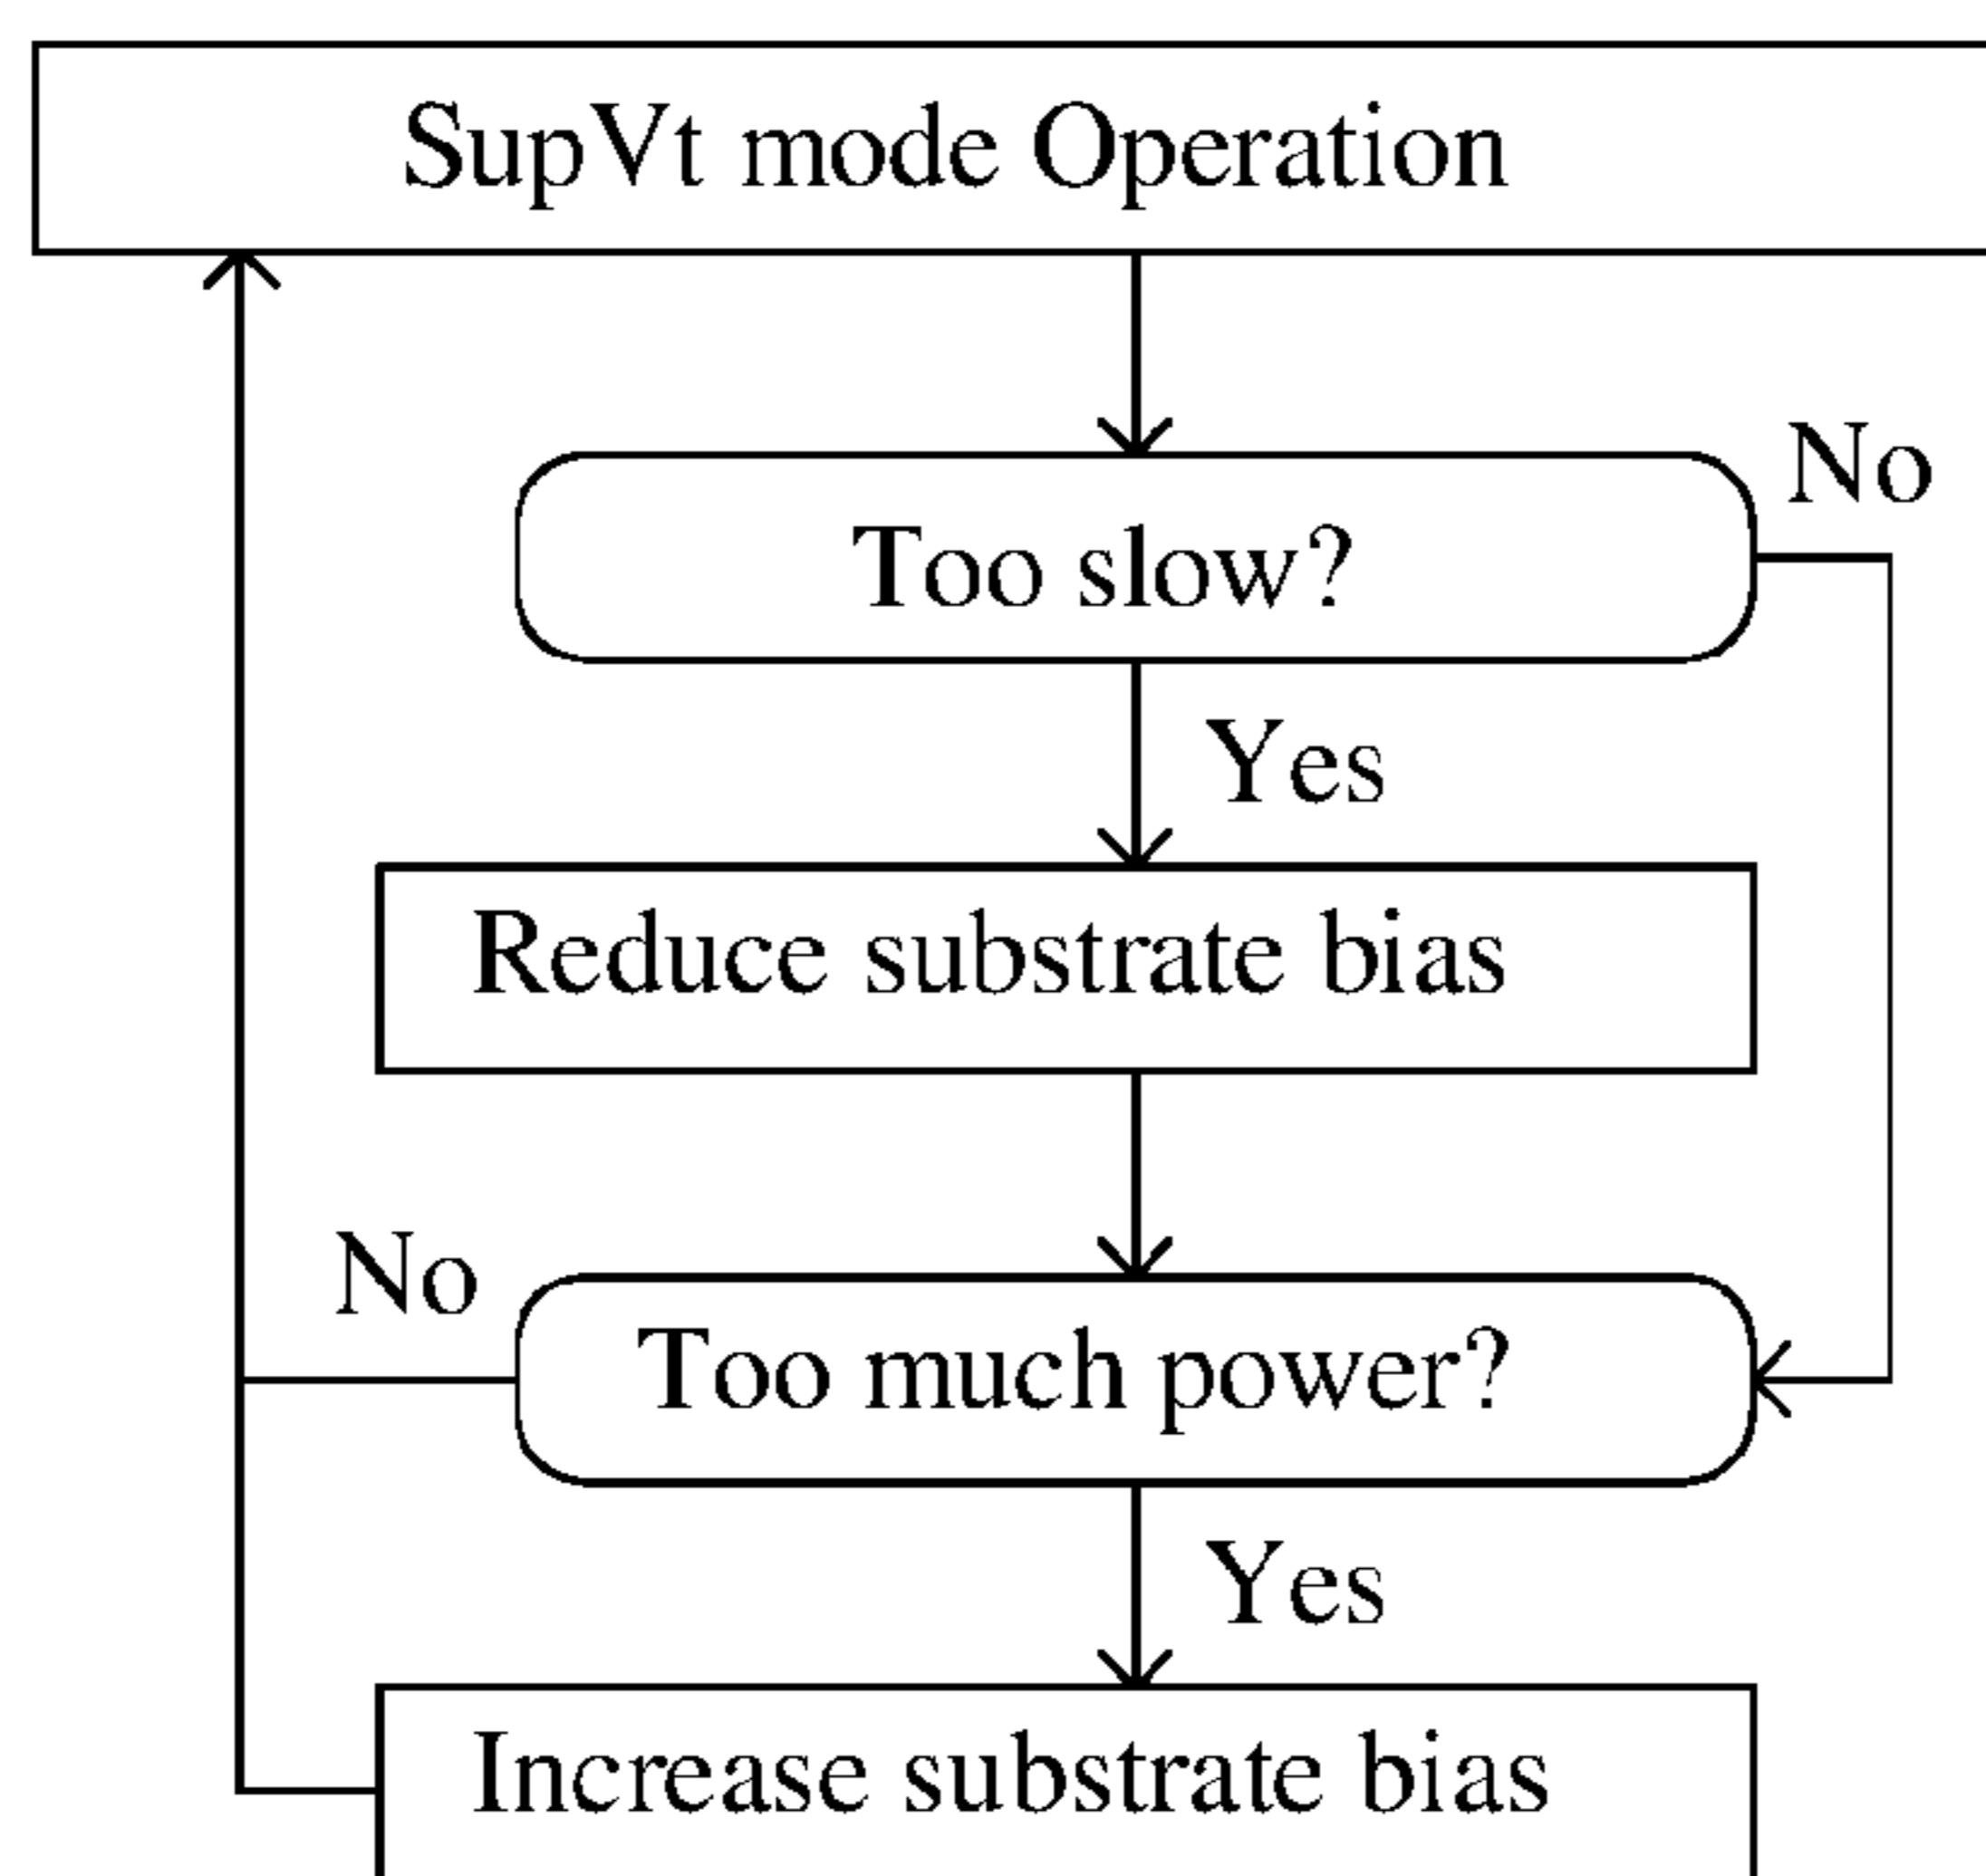 SupVt mode Operation
No
Too slow?
Yes
Reduce substrate bias
No
Too much power?
Yes
Increase substrate bias